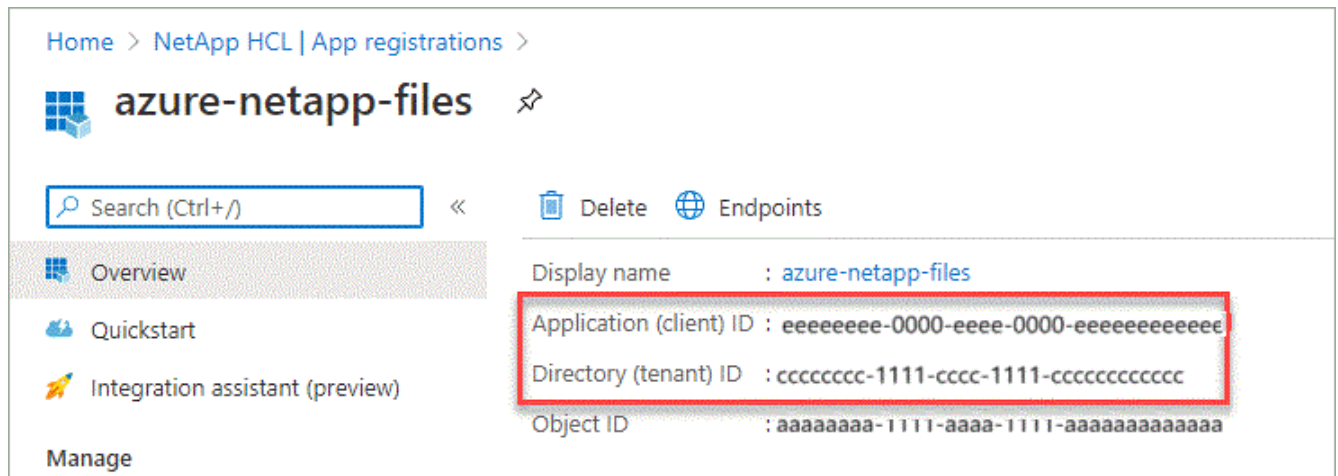 Home > NetApp HCL | App registrations >
azure-netapp-files
Search (Ctrl+/)
«
Delete
Endpoints
Overview
Display name : azure-netapp-files
Application (client) ID : eeeeeeee-0000-eeee-0000-eeeeeeeeeeee
Quickstart
Directory (tenant) ID : cccccccc-1111-cccc-1111-cccccccccccc
Integration assistant (preview)
Object ID : aaaaaaaa-1111-aaaa-1111-aaaaaaaaaaaaa
Manage